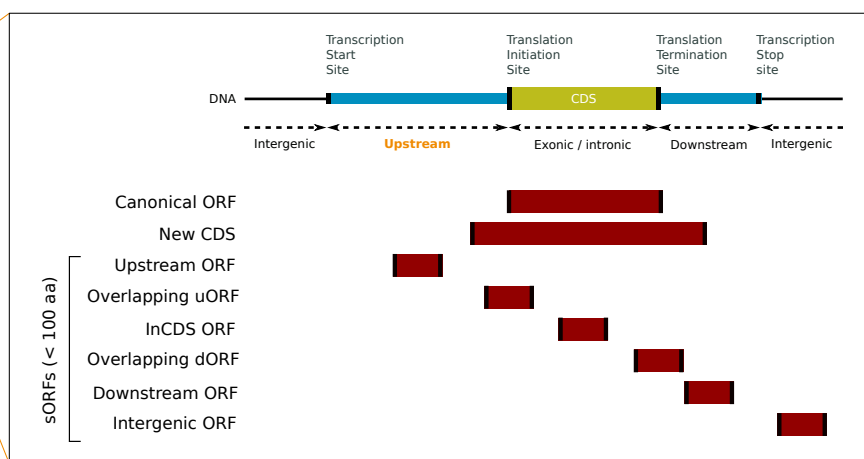 Transcription
Start
Site
Translation
Initiation
Site
Translation
Termination
Site
Transcription
Stop
site
DNA
CDS
Intergenic
Upstream
Exonic / intronic
Downstream
Intergenic
Canonical ORF
New CDS
sORFs (< 100 aa)
Upstream ORF
Overlapping uORF
InCDS ORF
Overlapping dORF
Downstream ORF
Intergenic ORF